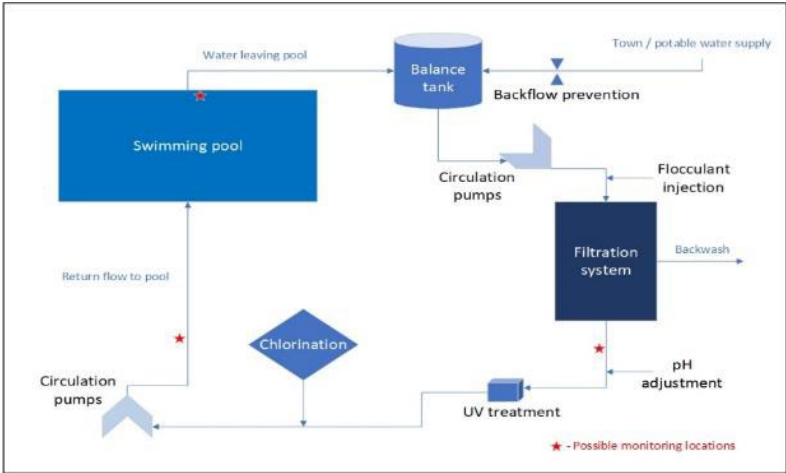 Water leaving pool
Town / potable water supply
Balance
tank
Backflow prevention
Swimming pool
Circulation
pumps
Flocculant
injection
Filtration
system
Backwash
Return flow to pool
Chlorination
pH
adjustment
Circulation
pumps
UV treatment
- Possible monitoring locations